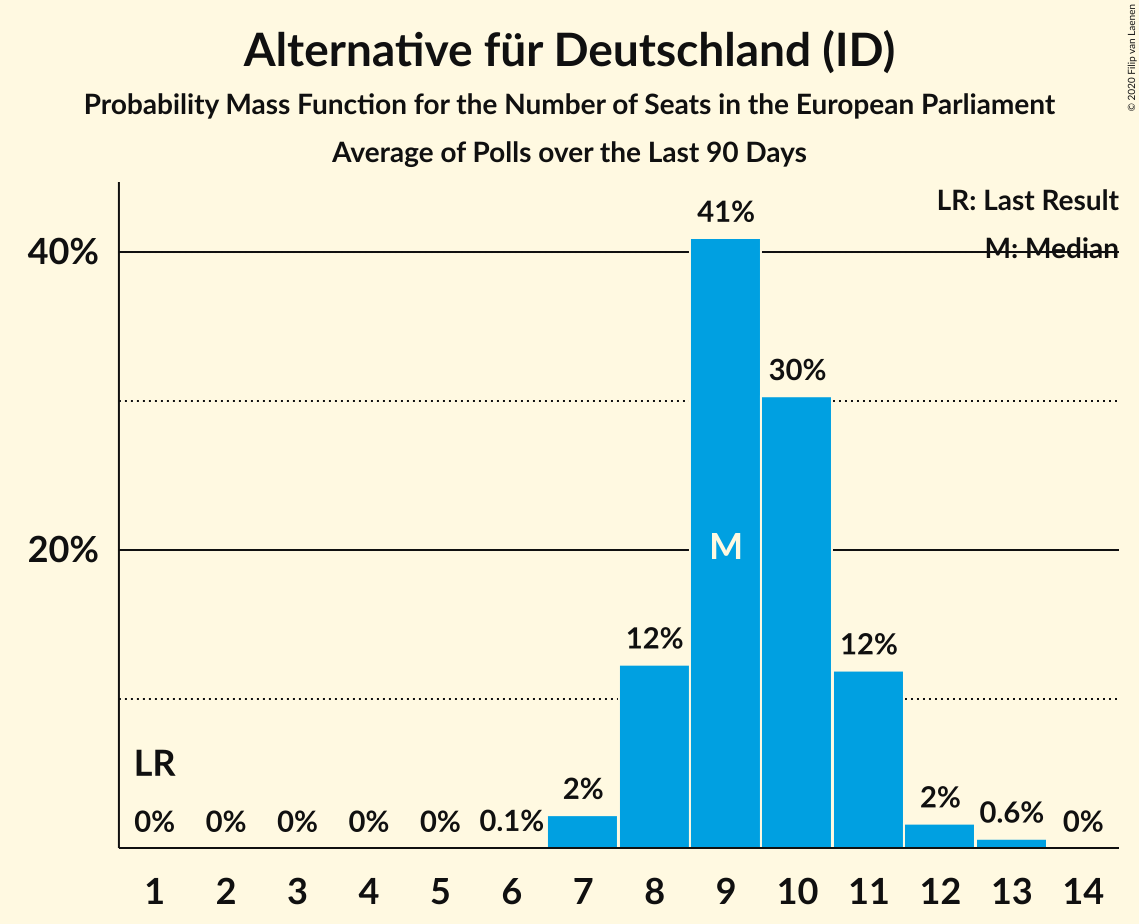 Alternative für Deutschland (ID)
Probability Mass Function for the Number of Seats in the European Parliament
Average of Polls over the Last 90 Days
© 2020 Filip van Laenen
LR: Last Result
M: Median
40%
20%
41%
30%
12%
12%
2%
2%
0.6%
0.1%
0%
0%
0%
0%
0%
0%
LR
M
1 2 3 4 5 6 7 8 9 10 11 12 13 14